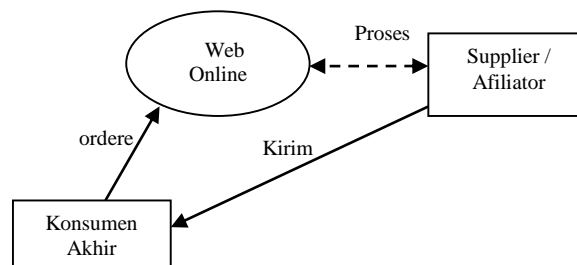 Web
Online
Proses
Supplier /
Afiliator
ordere
Kirim
Konsumen
Akhir